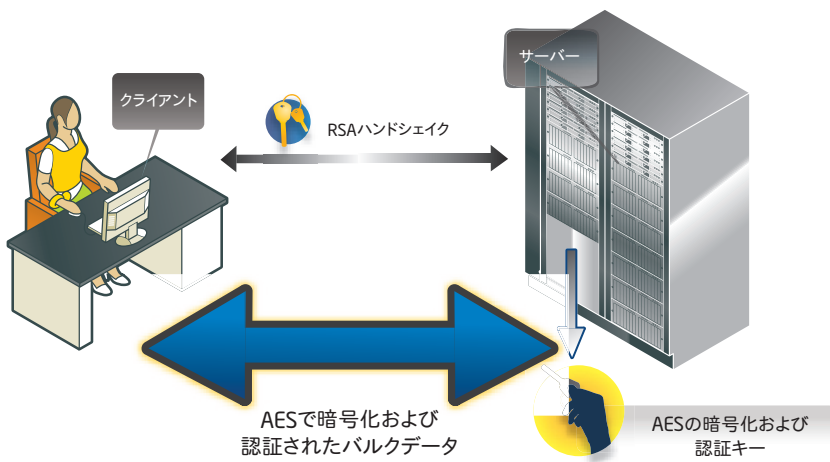 サーバー
クライアント
RSAハンドシェイク
AESで暗号化および
認証されたバルクデータ
AESの暗号化および
認証キー